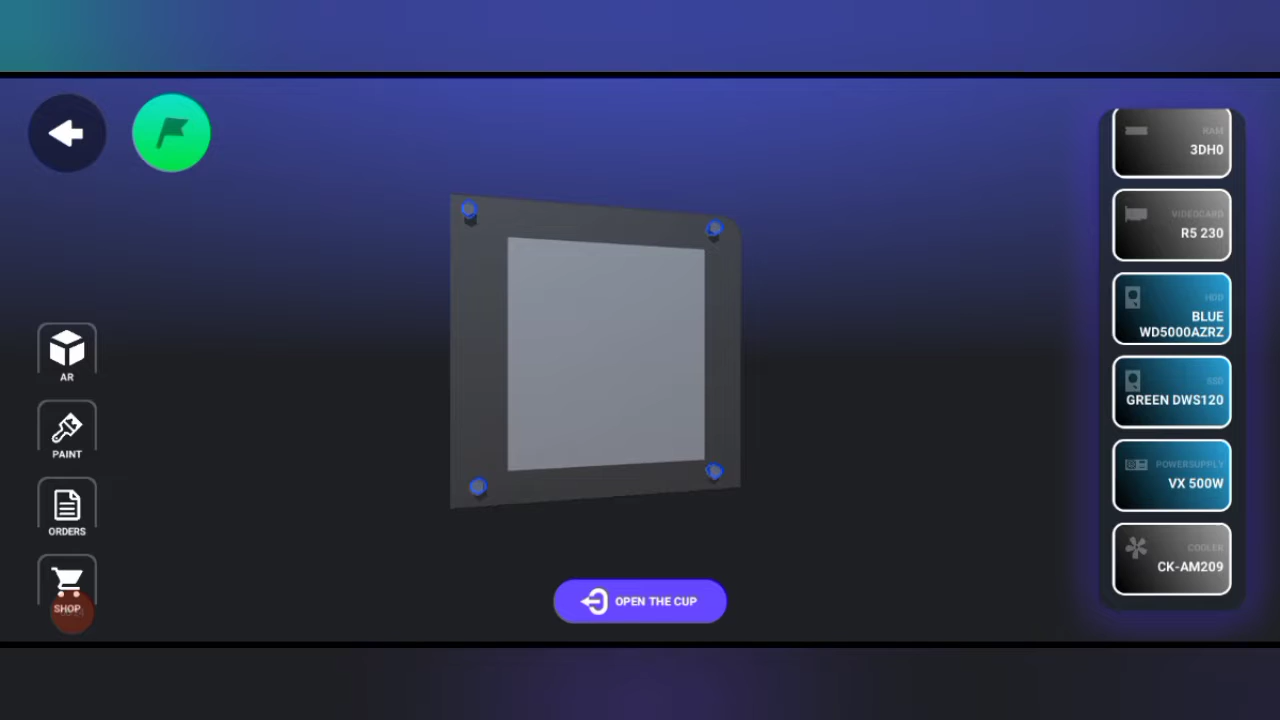 RAM
3DH0
VIDEOCARD
R5 230
HDD
BLUE
WD5000AZRZ
SSD
GREEN DWS120
POWERSUPPLY
VX 500W
COOLER
CK-AM209
AR
PAINT
ORDERS
SHOP
OPEN THE CUP